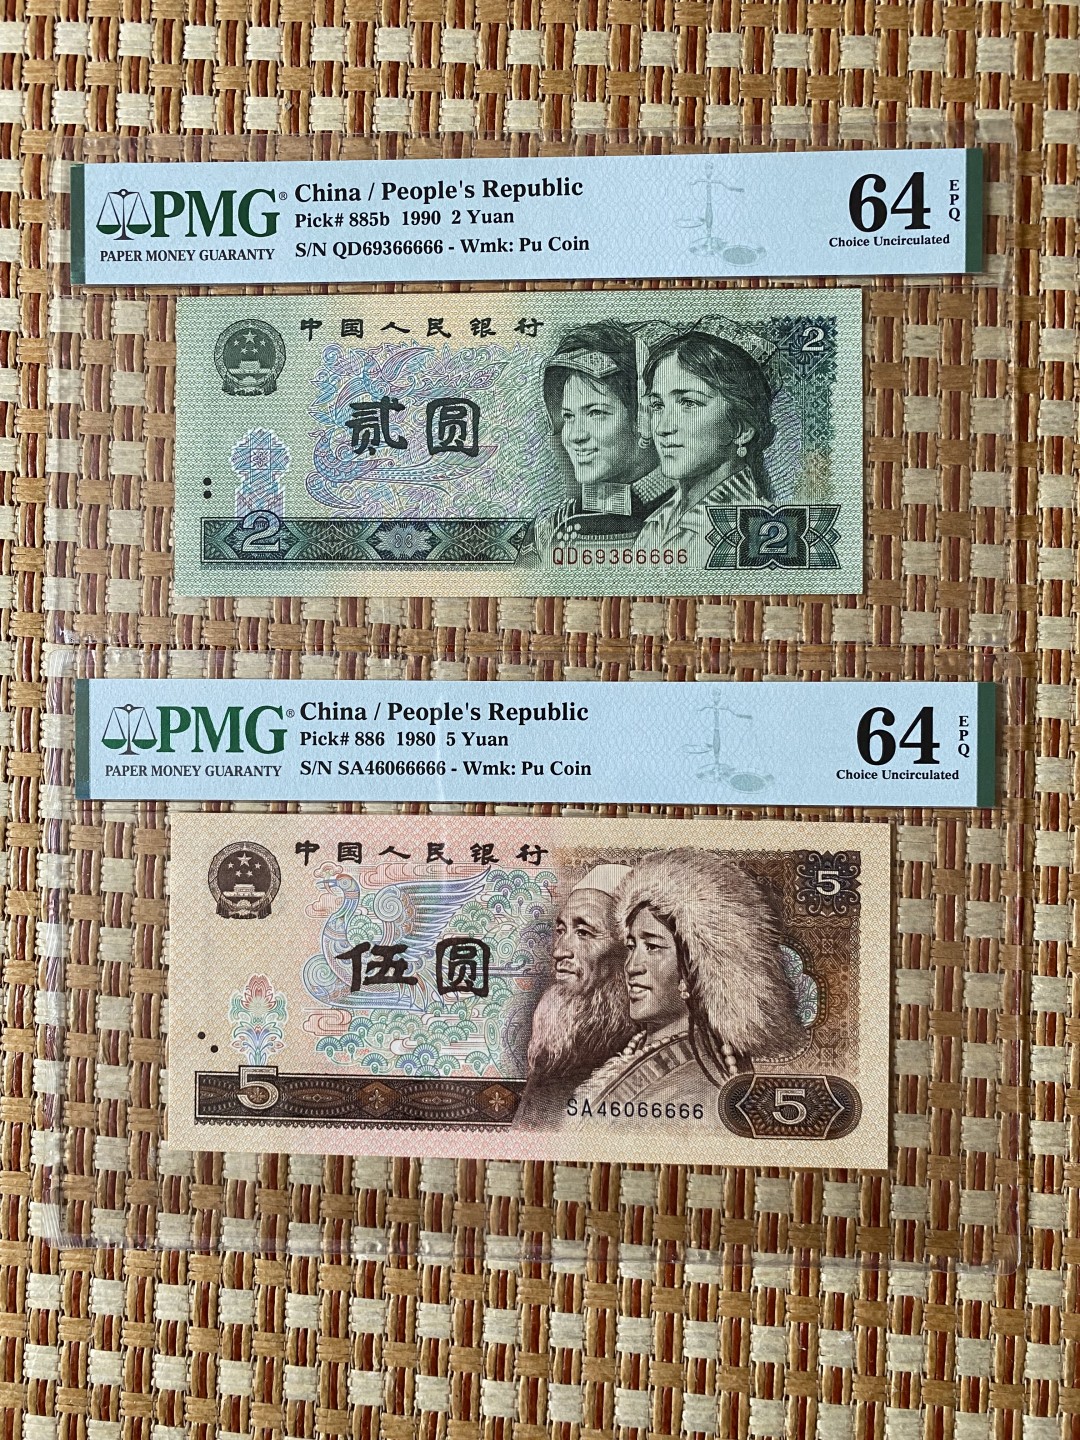 PMG®
PAPER MONEY GUARANTY
China / People's Republic
Pick# 885b 1990 2 Yuan
S/N QD69366666 - Wmk: Pu Coin
64
EPQ
Choice Uncirculated
中国人民银行
2
贰圆
2
QD69366666
2
PMG®
PAPER MONEY GUARANTY
China / People's Republic
Pick# 886 1980 5 Yuan
S/N SA46066666 - Wmk: Pu Coin
64
EPQ
Choice Uncirculated
中国人民银行
5
伍圆
5
SA46066666
5